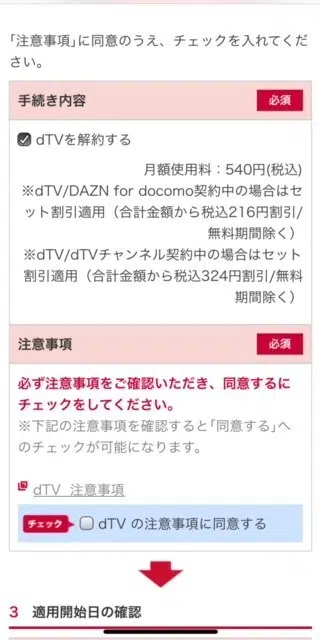 「注意事項」に同意のうえ、チェックを入れてくだ
さい。
手続き内容 必須
dTVを解約する
月額使用料：540円(税込)
※dTV/DAZN for docomo契約中の場合はセ
ット割引適用（合計金額から税込216円割引/
無料期間除く）
※dTV/dTVチャンネル契約中の場合はセット
割引適用（合計金額から税込324円割引/無料
期間除く）
注意事項 必須
必ず注意事項をご確認いただき、同意するに
チェックをしてください。
※下記の注意事項を確認すると｢同意する｣へ
のチェックが可能になります。
dTV 注意事項
チェック dTV の注意事項に同意する
3 適用開始日の確認